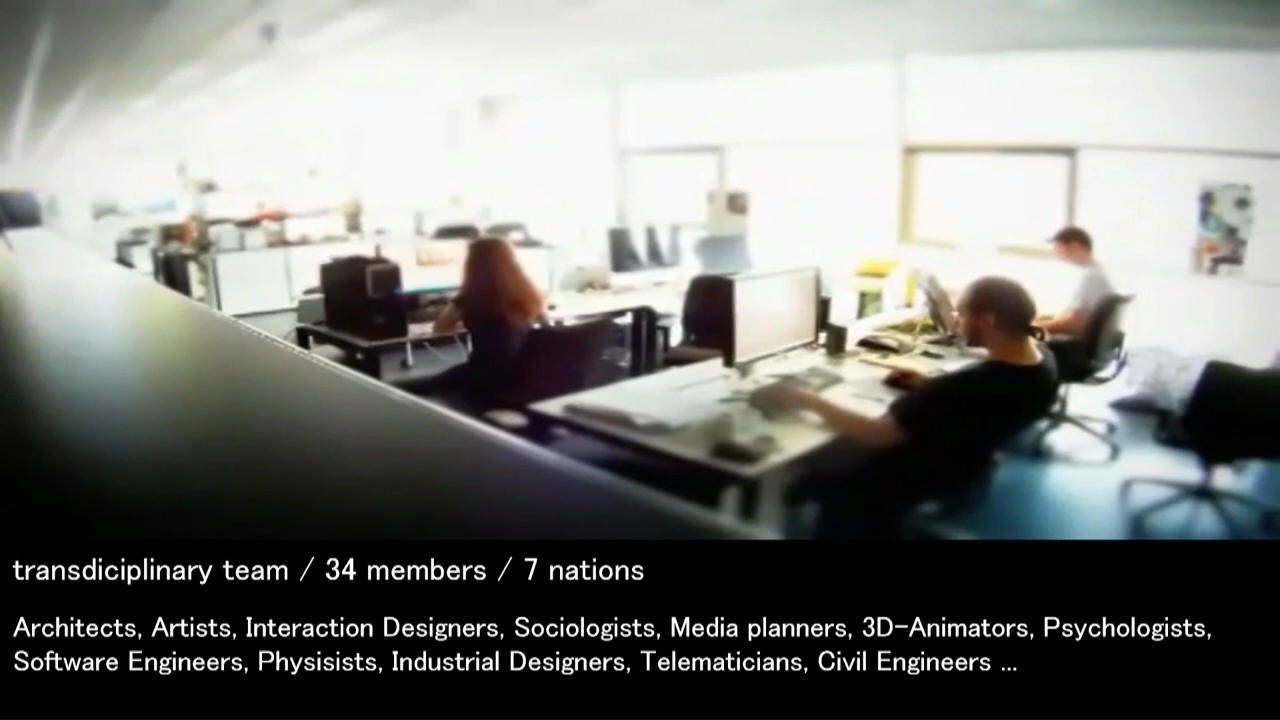 transdiciplinary team / 34 members / 7 nations
Architects, Artists, Interaction Designers, Sociologists, Media planners, 3D-Animators, Psychologists,
Software Engineers, Physisists, Industrial Designers, Telematicians, Civil Engineers ...